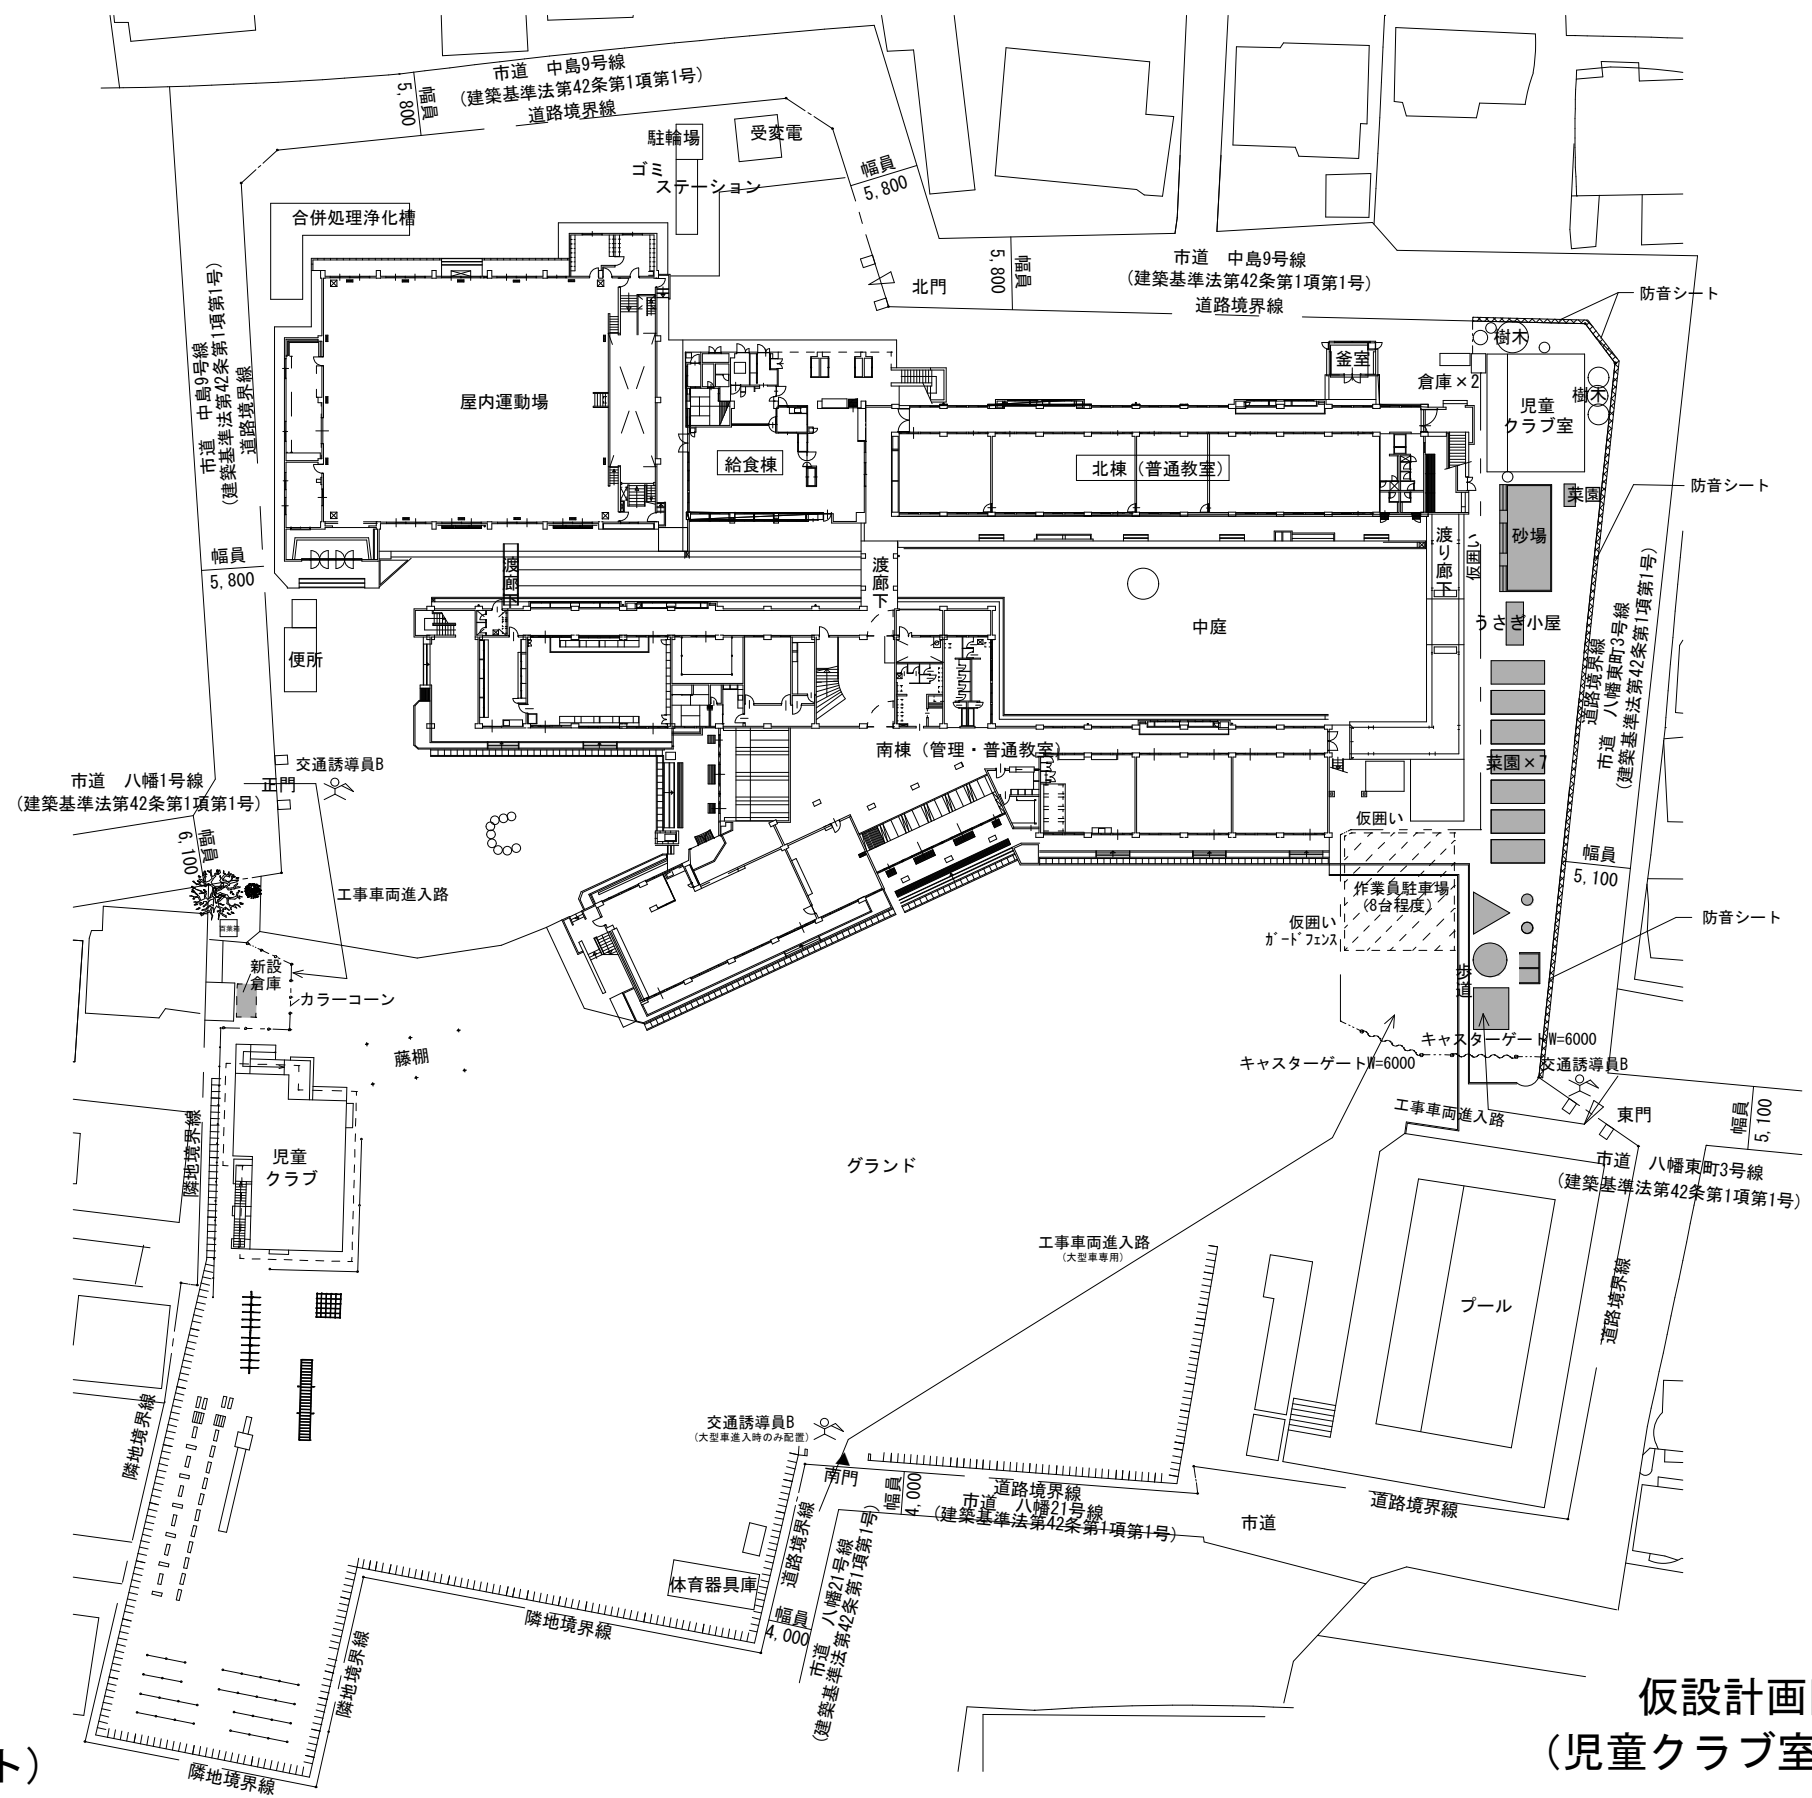 市道　中島9号線
(建築基準法第42条第1項第1号)
道路境界線
幅員
5,800
駐輪場
受変電
ゴミ
ステーション
幅員
5,800
合併処理浄化槽
市道　中島9号線
(建築基準法第42条第1項第1号)
道路境界線
北門
幅員
5,800
市道　中島9号線
(建築基準法第42条第1項第1号)
道路境界線
防音シート
樹木
釜室
倉庫×2
樹木
児童
クラブ室
屋内運動場
給食棟
北棟（普通教室）
菜園
防音シート
砂場
渡り廊下
仮囲い
幅員
5,800
渡廊下
渡廊下
中庭
うさぎ小屋
便所
道路境界線
市道　八幡東町3号線
(建築基準法第42条第1項第1号)
南棟（管理・普通教室）
菜園×7
交通誘導員B
正門
市道　八幡1号線
(建築基準法第42条第1項第1号)
幅員
6,100
仮囲い
幅員
5,100
工事車両進入路
作業員駐車場
(8台程度)
仮囲い
ｶﾞｰﾄﾞﾌｪﾝｽ
防音シート
百葉箱
新設
倉庫
カラーコーン
歩道
藤棚
キャスターゲートW=6000
キャスターゲートW=6000
交通誘導員B
工事車両進入路
東門
幅員
5,100
市道　八幡東町3号線
(建築基準法第42条第1項第1号)
隣地境界線
児童
クラブ
グランド
工事車両進入路
(大型車専用)
プール
道路境界線
隣地境界線
交通誘導員B
(大型車進入時のみ配置)
南門
幅員
4,000
道路境界線
市道　八幡21号線
(建築基準法第42条第1項第1号)
市道
道路境界線
道路境界線
体育器具庫
幅員
4,000
市道　八幡21号線
(建築基準法第42条第1項第1号)
隣地境界線
隣地境界線
隣地境界線
仮設計画
（児童クラブ室
ト）